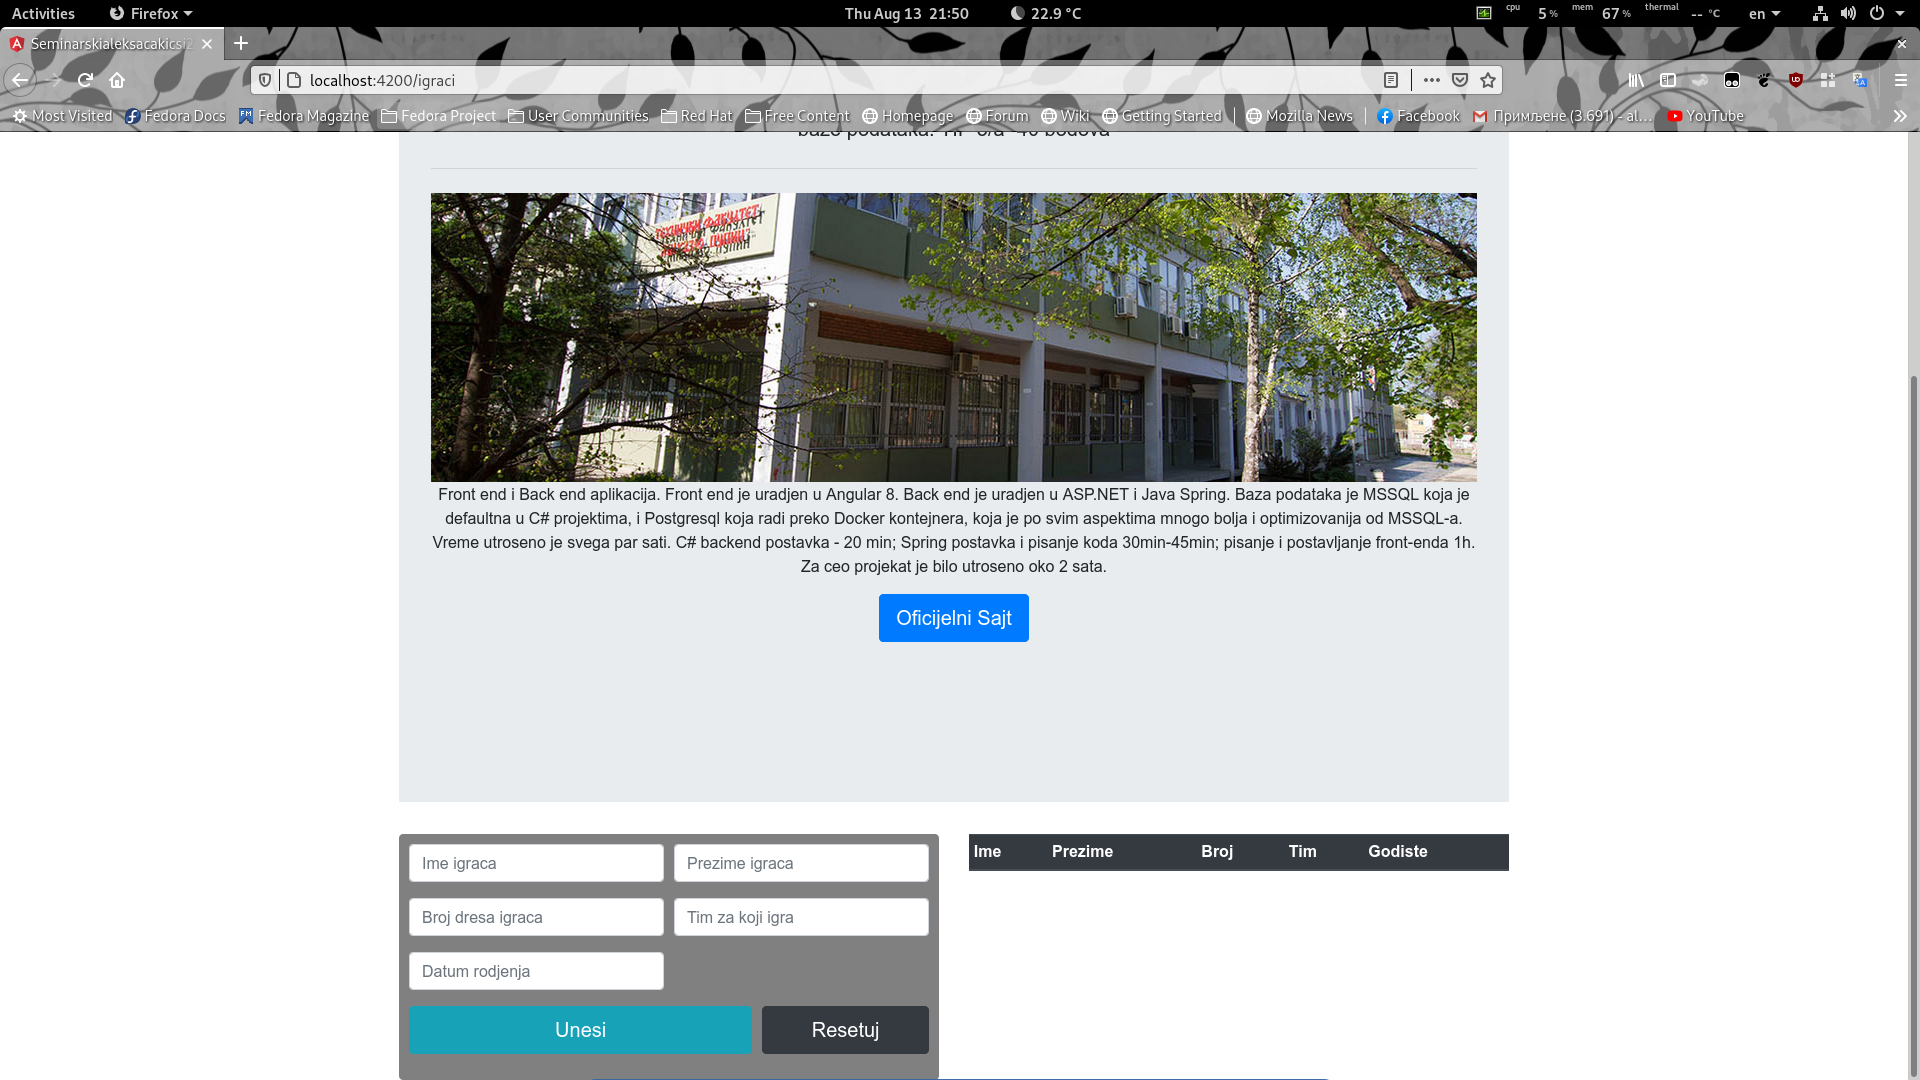 Activities Firefox Thu Aug 13 21:50 22.9 °C cpu 5 % mem 67 % thermal -- °C en
Seminarskialeksacakicsi2
localhost:4200/igraci
Most Visited Fedora Docs Fedora Magazine Fedora Project User Communities Red Hat Free Content Homepage Forum Wiki Getting Started Mozilla News Facebook Примљене (3.691) - al… YouTube
ТЕХНИЧКИ ФАКУЛТЕТ
Front end i Back end aplikacija. Front end je uradjen u Angular 8. Back end je uradjen u ASP.NET i Java Spring. Baza podataka je MSSQL koja je
defaultna u C# projektima, i Postgresql koja radi preko Docker kontejnera, koja je po svim aspektima mnogo bolja i optimizovanija od MSSQL-a.
Vreme utroseno je svega par sati. C# backend postavka - 20 min; Spring postavka i pisanje koda 30min-45min; pisanje i postavljanje front-enda 1h.
Za ceo projekat je bilo utroseno oko 2 sata.
Oficijelni Sajt
Ime igraca Prezime igraca
Broj dresa igraca Tim za koji igra
Datum rodjenja
Unesi Resetuj
Ime Prezime Broj Tim Godiste